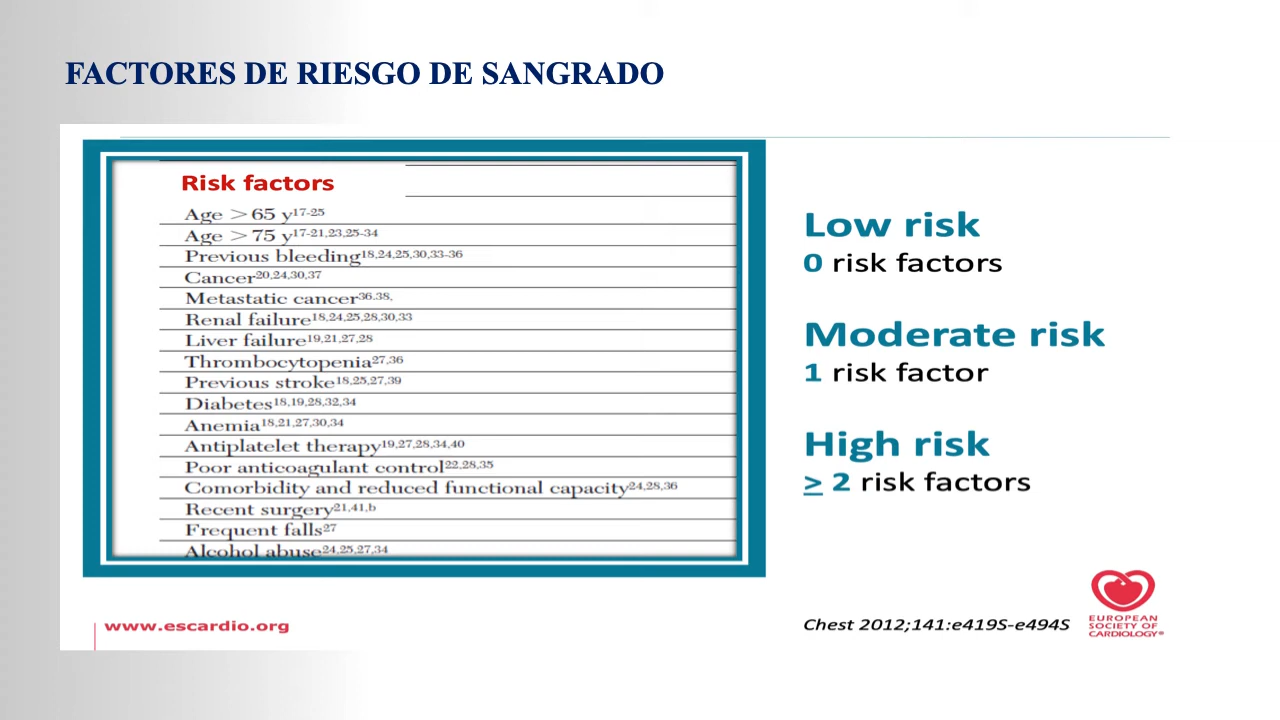 FACTORES DE RIESGO DE SANGRADO
Risk factors
Age > 65 y17-25
Age > 75 y17-21,23,25-34
Previous bleeding18,24,25,30,33-36
Cancer20,24,30,37
Metastatic cancer36,38,
Renal failure18,24,25,28,30,33
Liver failure19,21,27,28
Thrombocytopenia27,36
Previous stroke18,25,27,39
Diabetes18,19,28,32,34
Anemia18,21,27,30,34
Antiplatelet therapy19,27,28,34,40
Poor anticoagulant control22,28,35
Comorbidity and reduced functional capacity24,28,36
Recent surgery21,41,b
Frequent falls27
Alcohol abuse24,25,27,34
Low risk
0 risk factors
Moderate risk
1 risk factor
High risk
≥ 2 risk factors
www.escardio.org
Chest 2012;141:e419S-e494S
EUROPEAN
SOCIETY OF
CARDIOLOGY®